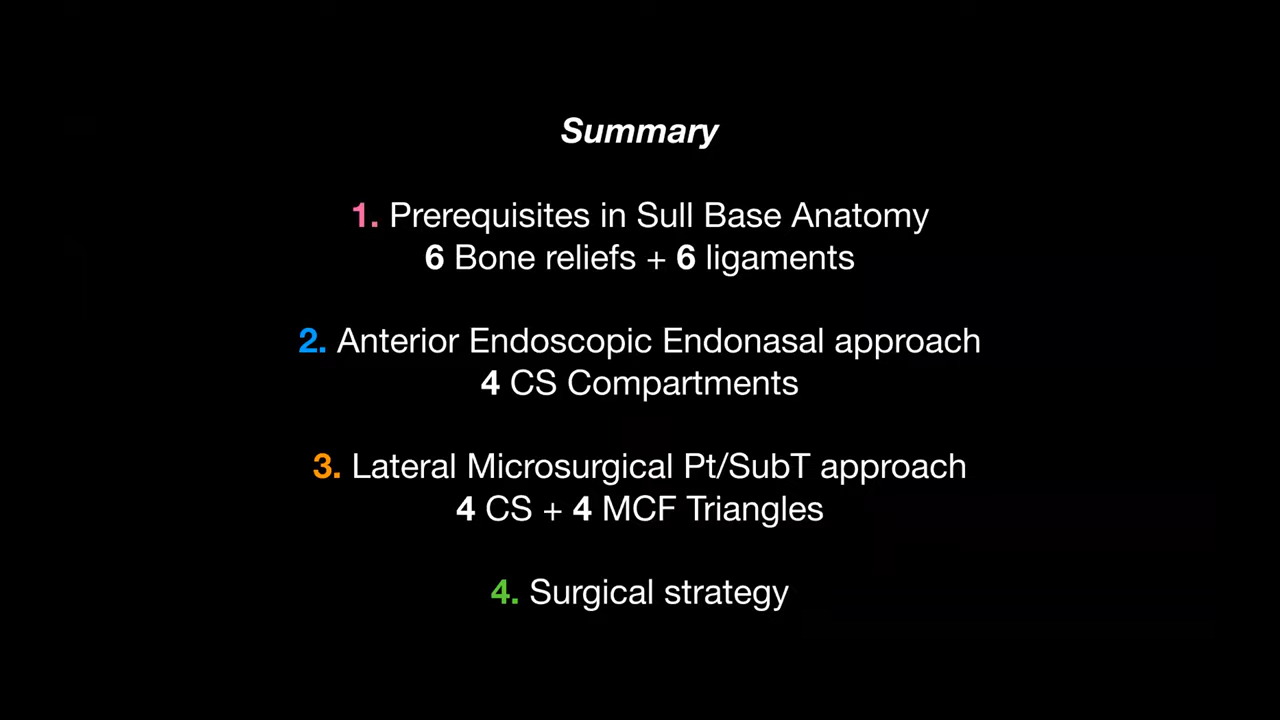 Summary
1. Prerequisites in Sull Base Anatomy
6 Bone reliefs + 6 ligaments
2. Anterior Endoscopic Endonasal approach
4 CS Compartments
3. Lateral Microsurgical Pt/SubT approach
4 CS + 4 MCF Triangles
4. Surgical strategy